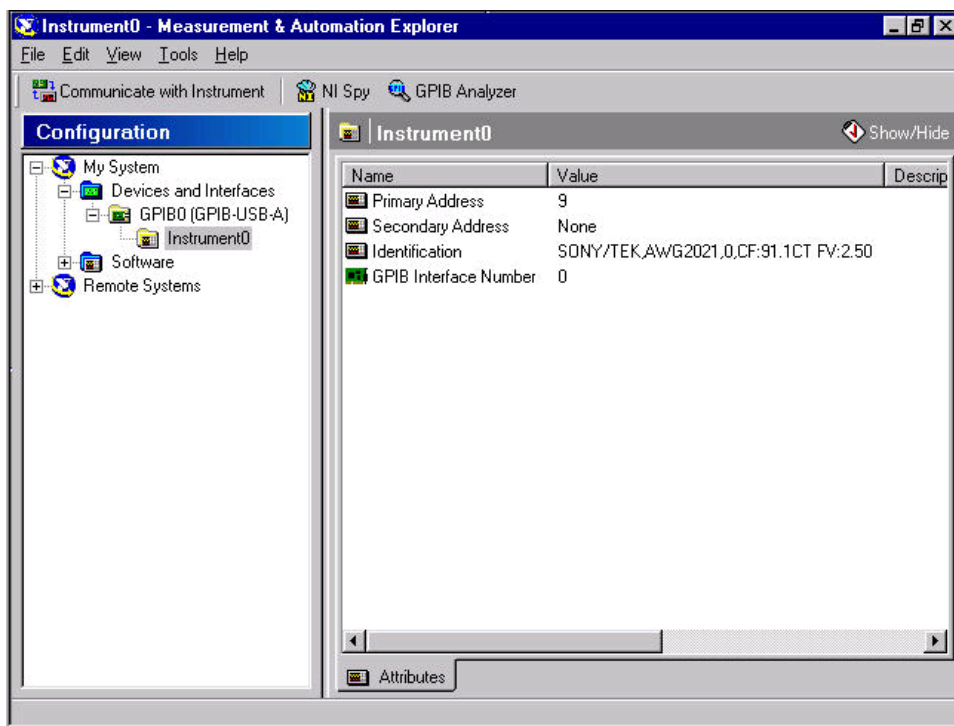 Instrument0 - Measurement & Automation Explorer
File Edit View Tools Help
Communicate with Instrument NI Spy GPIB Analyzer
Configuration
My System
Devices and Interfaces
GPIB0 (GPIB-USB-A)
Instrument0
Software
Remote Systems
Instrument0 Show/Hide
Name Value Descrip
Primary Address 9
Secondary Address None
Identification SONY/TEK,AWG2021,0,CF:91.1CT FV:2.50
GPIB Interface Number 0
Attributes